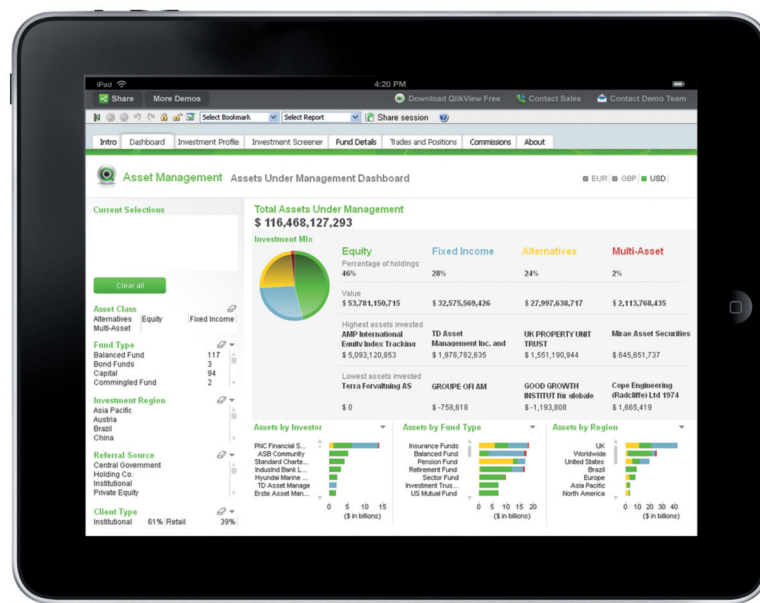 iPad
4:20 PM
Share
More Demos
Download QlikView Free
Contact Sales
Contact Demo Team
Select Bookmark
Select Report
Share session
Intro
Dashboard
Investment Profile
Investment Screener
Fund Details
Trades and Positions
Commissions
About
Asset Management
Assets Under Management Dashboard
EUR
GBP
USD
Current Selections
Clear all
Asset Class
Alternatives
Equity
Fixed Income
Multi-Asset
Fund Type
Balanced Fund 117
Bond Funds 3
Capital 94
Commingled Fund 2
Investment Region
Asia Pacific
Austria
Brazil
China
Referral Source
Central Government
Holding Co.
Institutional
Private Equity
Client Type
Institutional 61% Retail 39%
Total Assets Under Management
$ 116,468,127,293
Investment Mix
Equity Fixed Income Alternatives Multi-Asset
Percentage of holdings
46% 28% 24% 2%
Value
$ 53,781,150,715 $ 32,575,569,426 $ 27,997,638,717 $ 2,113,768,435
Highest assets invested
AMP International TD Asset UK PROPERTY UNIT Mirae Asset Securities
Equity Index Tracking Management Inc. and TRUST
$ 5,093,120,853 $ 1,978,782,635 $ 1,551,190,944 $ 645,651,737
Lowest assets invested
Terra Forvaltning AS GROUPE OFI AM GOOD GROWTH Cope Engineering
INSTITUT für globale (Radcliffe) Ltd 1974
$ 0 $ -758,618 $ -1,193,808 $ 1,665,419
Assets by Investor
PNC Financial S...
ASB Community
Standard Charte...
IndusInd Bank L...
Hyundai Marine ...
TD Asset Manage
Erste Asset Man...
0 5 10 15
($ in billions)
Assets by Fund Type
Insurance Funds
Balanced Fund
Pension Fund
Retirement Fund
Sector Fund
Investment Trus...
US Mutual Fund
0 5 10 15 20
($ in billions)
Assets by Region
UK
Worldwide
United States
Brazil
Europe
Asia Pacific
North America
0 10 20 30 40
($ in billions)